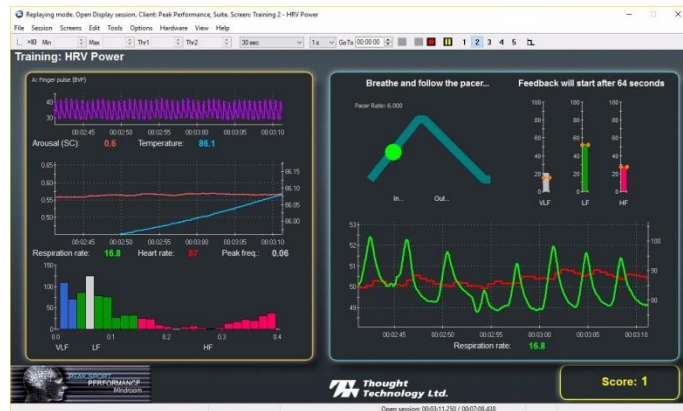 Replaying mode. Open Display session. Client: Peak Performance, Suite. Screen: Training 2 - HRV Power
File Session Screens Edit Tools Options Hardware View Help
Min Max Thr1 Thr2 30 sec 1 x GoTo 00:00:00 1 2 3 4 5
Training: HRV Power
A: Finger pulse (BVP)
40
30
00:02:45 00:02:50 00:02:55 00:03:00 00:03:05 00:03:10
Arousal (SC): 0.6 Temperature: 86.1
0.65
0.60
0.55
0.50
86.15
86.10
86.05
86.00
00:02:45 00:02:50 00:02:55 00:03:00 00:03:05 00:03:10
Respiration rate: 16.8 Heart rate: 87 Peak freq.: 0.06
150
100
50
0
0.0 0.1 0.2 0.3 0.4
VLF LF HF
Breathe and follow the pacer...
Feedback will start after 64 seconds
Pacer Rate: 6.000
In... Out...
100 100 100
80 80 80
60 60 60
40 40 40
20 20 20
0 0 0
VLF LF HF
53
52
51
50
49
100
90
80
00:02:45 00:02:50 00:02:55 00:03:00 00:03:05 00:03:10
Respiration rate: 16.8
PEAK SPORT
PERFORMANCE
Mindroom
Thought
Technology Ltd.
Score: 1
Open session: 00:03:11.250 / 00:07:08.438